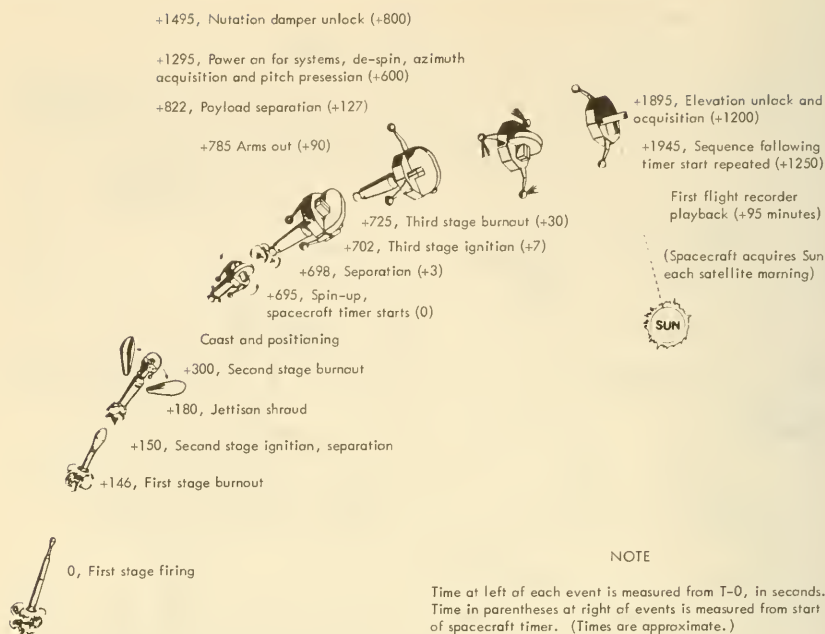 +1495, Nutation damper unlock (+800)
+1295, Power on for systems, de-spin, azimuth
acquisition and pitch presession (+600)
+822, Payload separation (+127)
+785 Arms out (+90)
+1895, Elevation unlock and
acquisition (+1200)
+1945, Sequence following
timer start repeated (+1250)
First flight recorder
playback (+95 minutes)
(Spacecraft acquires Sun
each satellite morning)
SUN
+725, Third stage burnout (+30)
+702, Third stage ignition (+7)
+698, Separation (+3)
+695, Spin-up,
spacecraft timer starts (0)
Coast and positioning
+300, Second stage burnout
+180, Jettison shroud
+150, Second stage ignition, separation
+146, First stage burnout
0, First stage firing
NOTE
Time at left of each event is measured from T-0, in seconds.
Time in parentheses at right of events is measured from start
of spacecraft timer. (Times are approximate.)